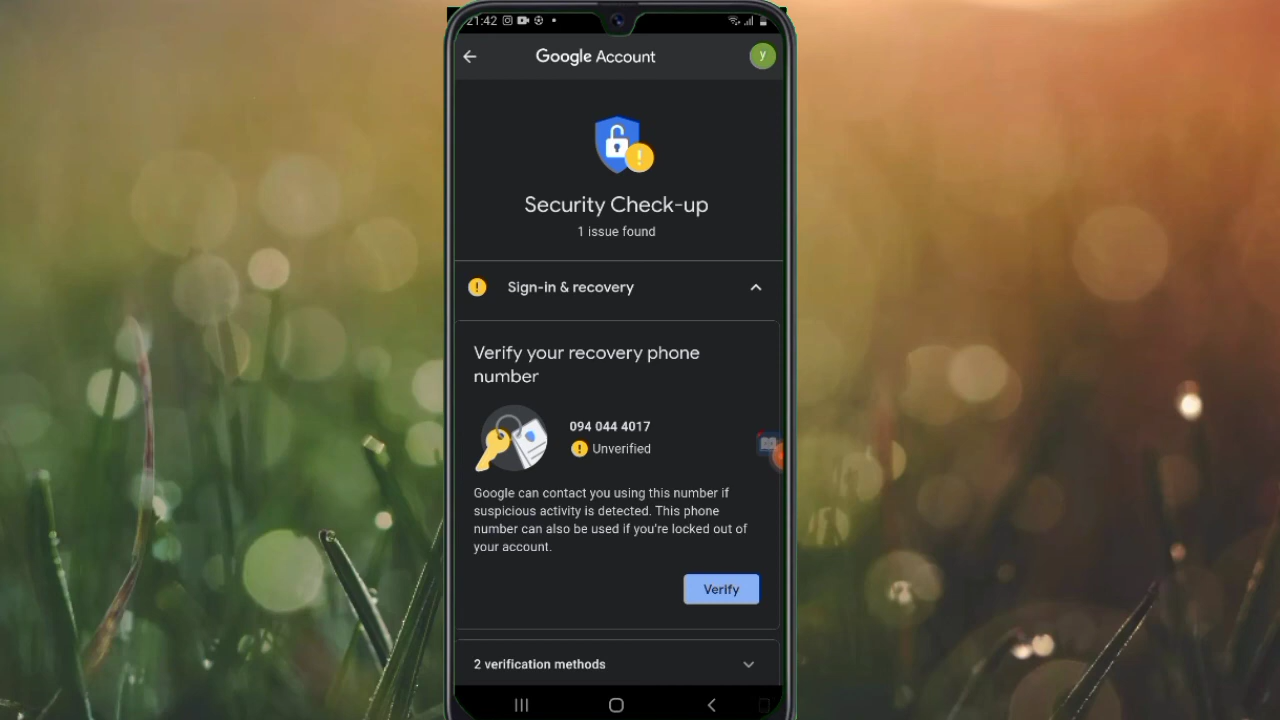 21:42
Google Account
y
Security Check-up
1 issue found
Sign-in & recovery
Verify your recovery phone
number
094 044 4017
Unverified
Google can contact you using this number if
suspicious activity is detected. This phone
number can also be used if you're locked out of
your account.
Verify
2 verification methods